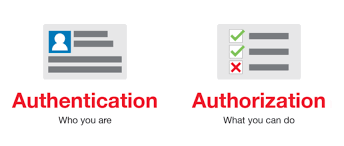 Authentication
Who you are
Authorization
What you can do